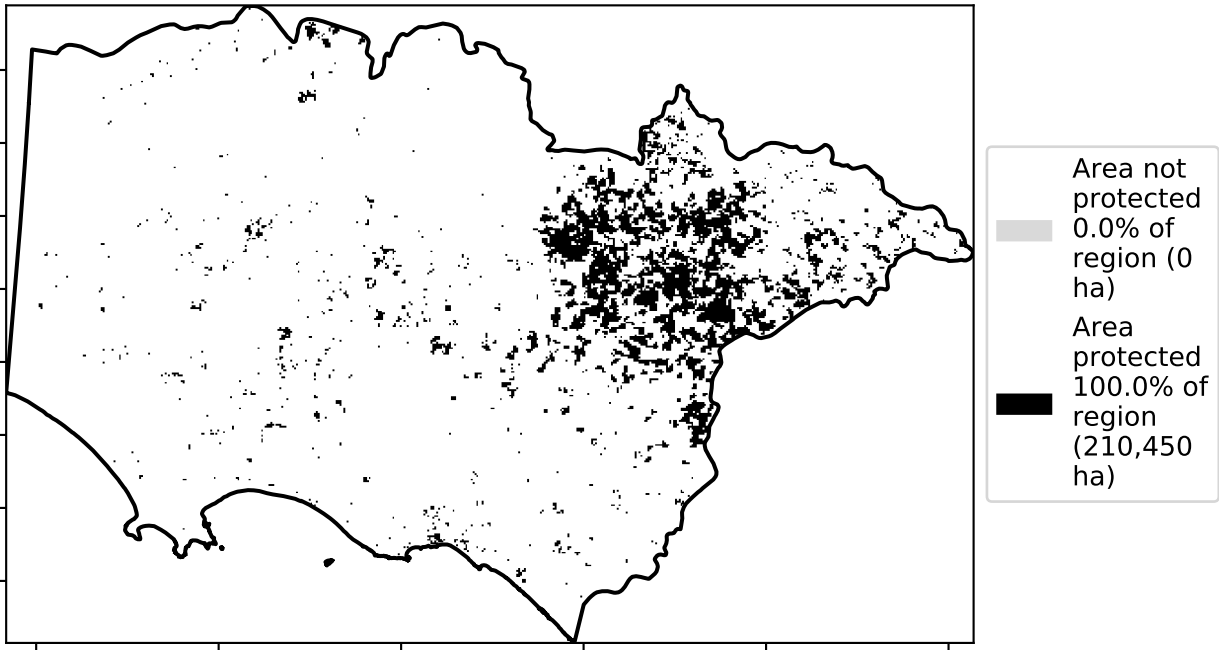 Area not
protected
0.0% of
region (0
ha)
Area
protected
100.0% of
region
(210,450
ha)